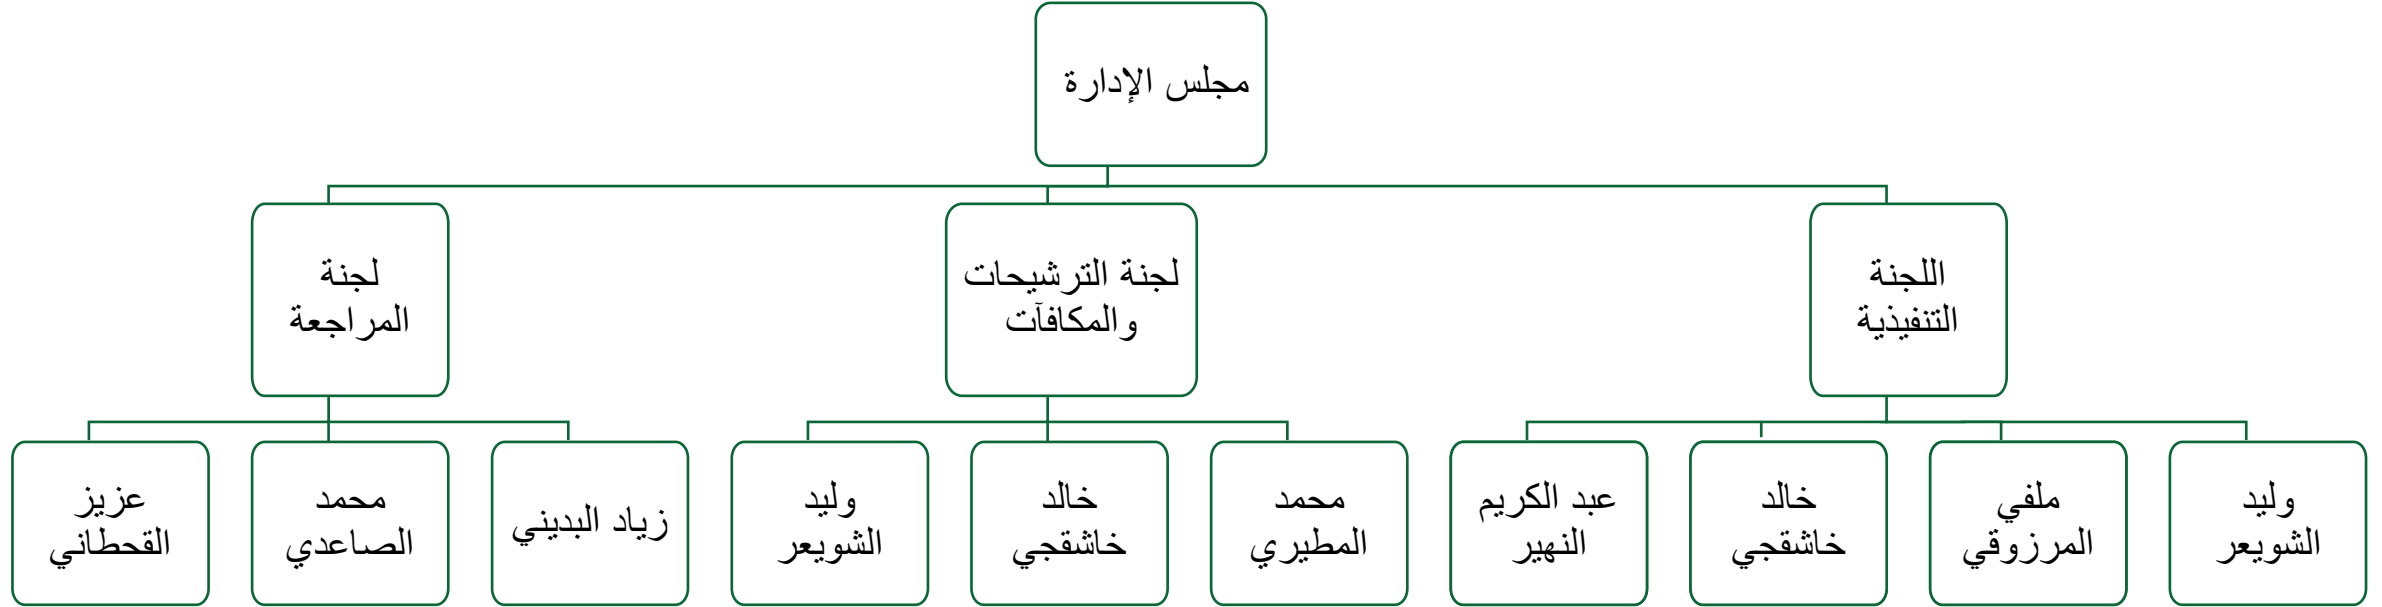 مجلس الإدارة
اللجنة
التنفيذية
لجنة الترشيحات
والمكافآت
لجنة
المراجعة
وليد
الشويعر
ملفي
المرزوقي
خالد
خاشقجي
عبد الكريم
النهير
محمد
المطيري
خالد
خاشقجي
وليد
الشويعر
زياد البديني
محمد
الصاعدي
عزيز
القحطاني